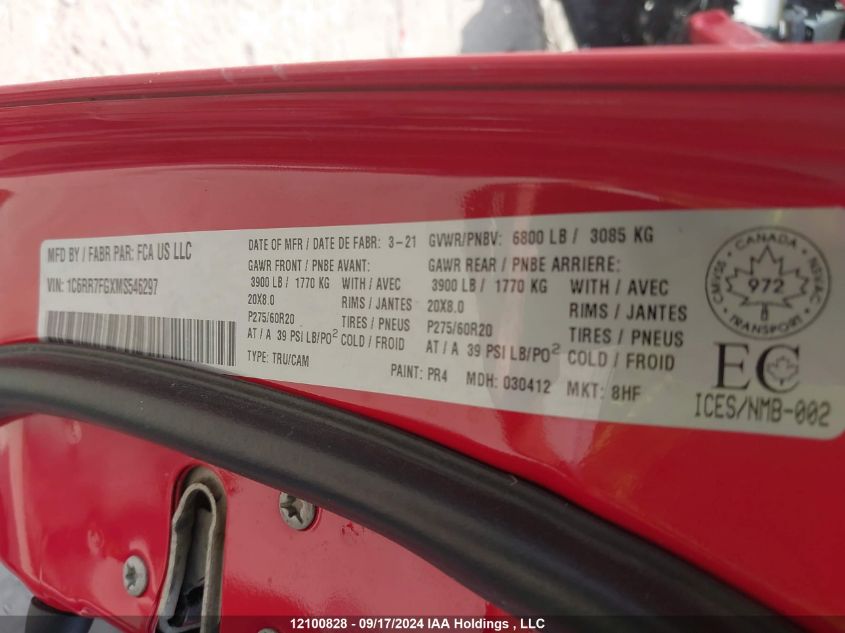 MFD BY / FABR PAR: FCA US LLC
DATE OF MFR / DATE DE FABR: 3-21
GVWR/PNBV: 6800 LB / 3085 KG
VIN: 1C6RR7FGXMS546297
GAWR FRONT / PNBE AVANT:
3900 LB / 1770 KG WITH / AVEC
20X8.0 RIMS / JANTES
P275/60R20 TIRES / PNEUS
AT / A 39 PSI LB/PO² COLD / FROID
GAWR REAR / PNBE ARRIERE:
3900 LB / 1770 KG WITH / AVEC
20X8.0 RIMS / JANTES
P275/60R20 TIRES / PNEUS
AT / A 39 PSI LB/PO² COLD / FROID
TYPE: TRU/CAM
PAINT: PR4 MDH: 030412 MKT: 8HF
CANADA
CMVSS
NSVAC
972
TRANSPORT
EC
ICES/NMB-002
12100828 - 09/17/2024 IAA Holdings, LLC